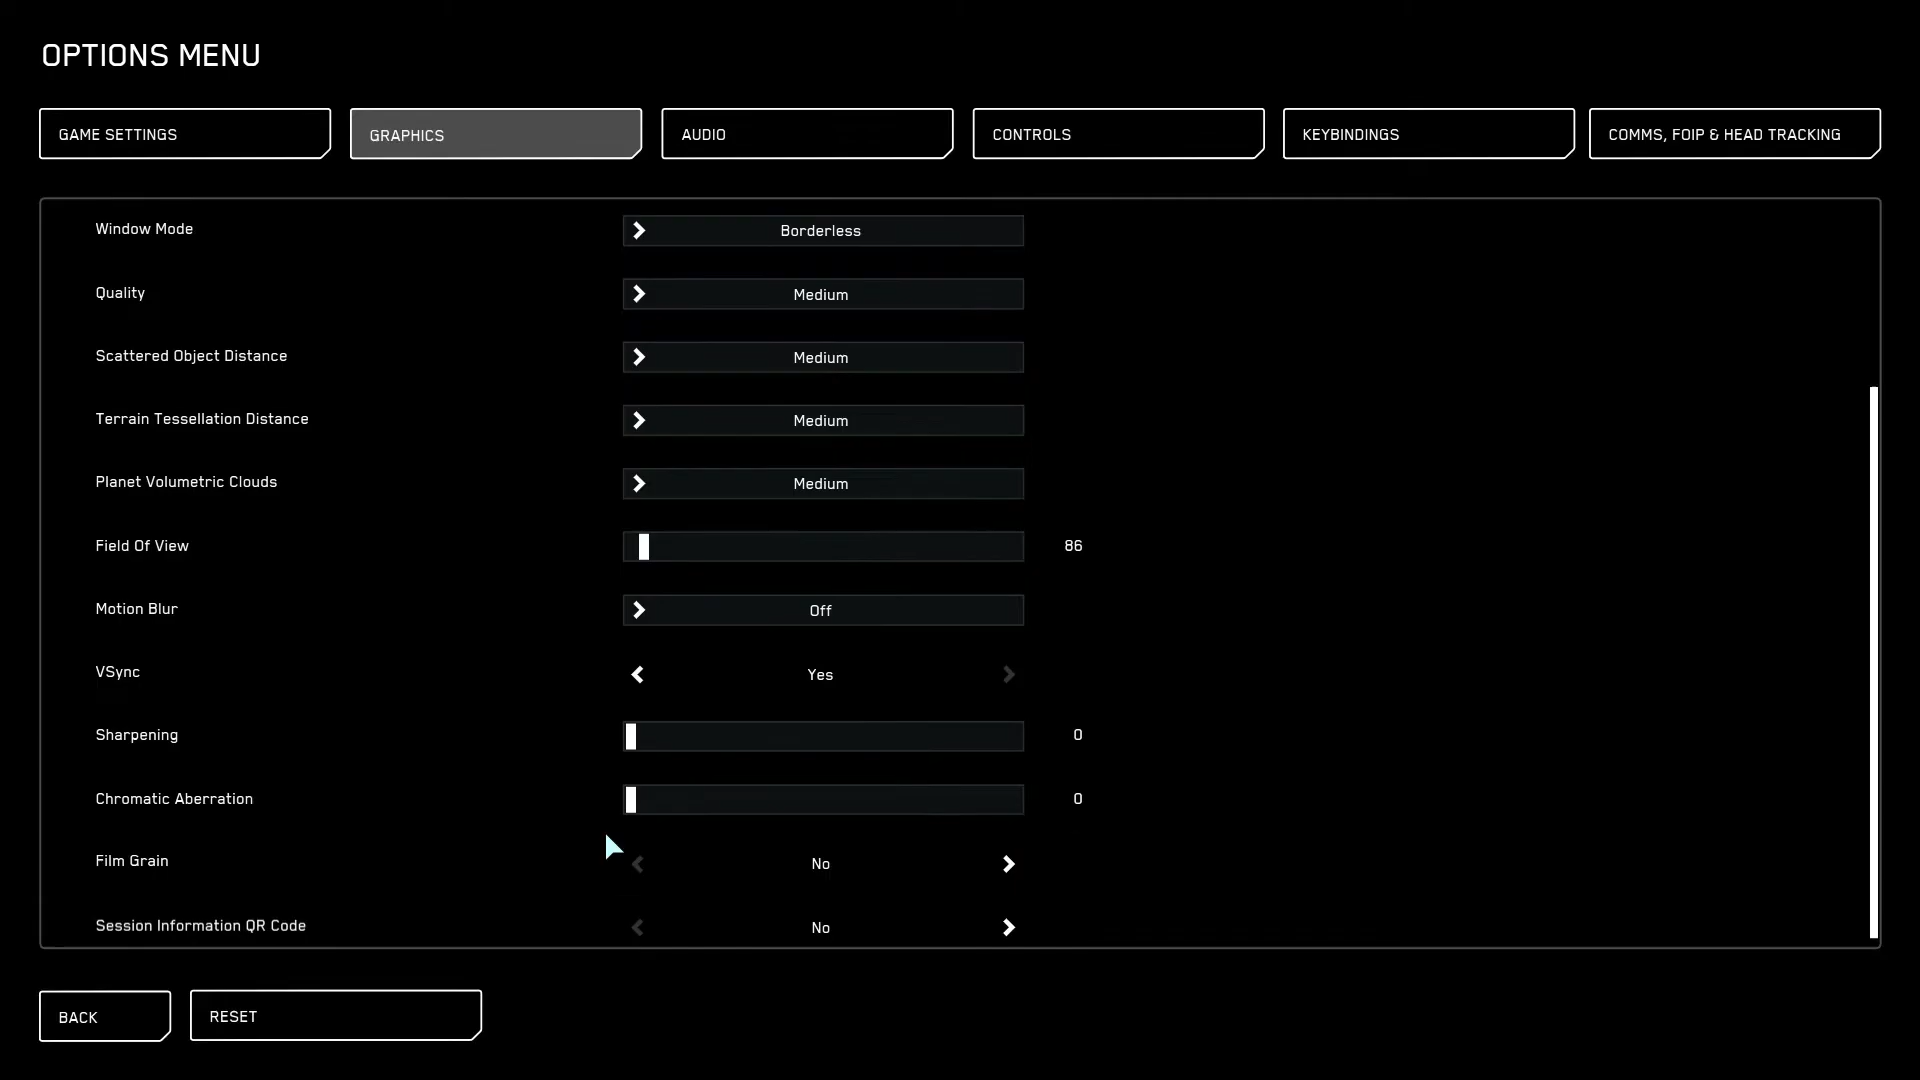 OPTIONS MENU
GAME SETTINGS
GRAPHICS
AUDIO
CONTROLS
KEYBINDINGS
COMMS, FOIP & HEAD TRACKING
Window Mode
Borderless
Quality
Medium
Scattered Object Distance
Medium
Terrain Tessellation Distance
Medium
Planet Volumetric Clouds
Medium
Field Of View
86
Motion Blur
Off
VSync
Yes
Sharpening
0
Chromatic Aberration
0
Film Grain
No
Session Information QR Code
No
BACK
RESET